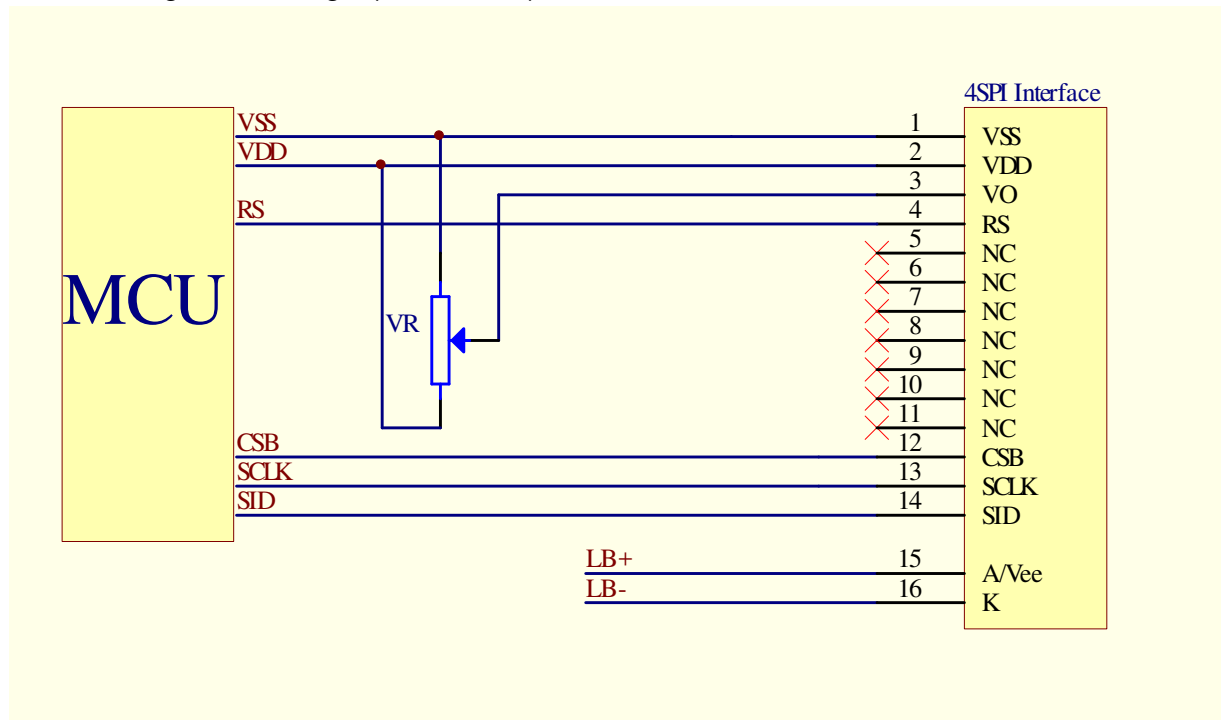 4SPI Interface
VSS 1 VSS
VDD 2 VDD
3 VO
RS 4 RS
5 NC
6 NC
7 NC
MCU
VR 8 NC
9 NC
10 NC
11 NC
CSB 12 CSB
SCLK 13 SCLK
SID 14 SID
LB+ 15 A/Vee
LB- 16 K